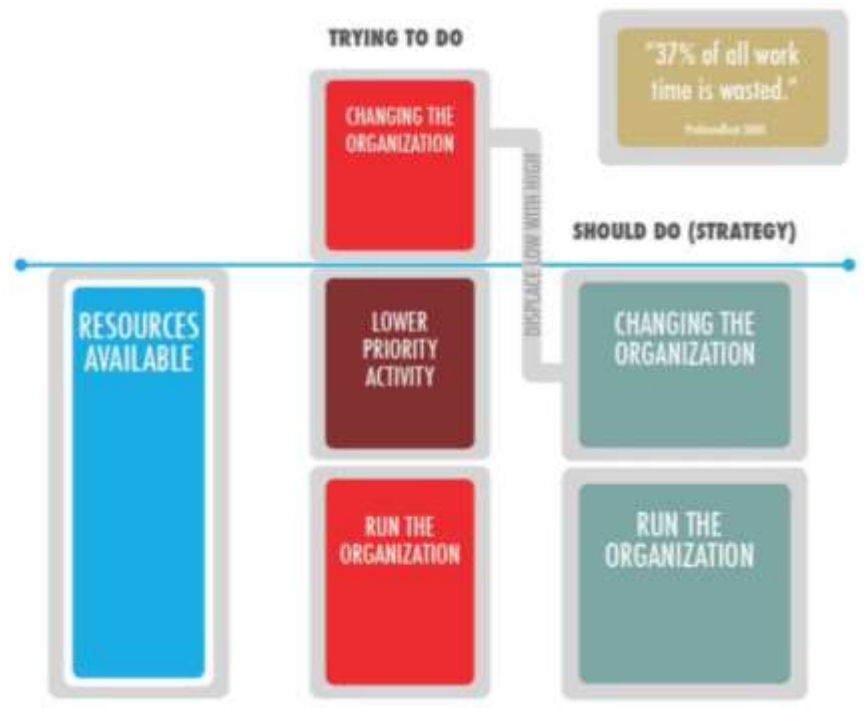 TRYING TO DO
"37% of all work
time is wasted."
CHANGING THE
ORGANIZATION
DISPLACE LOW WITH HIGH
SHOULD DO (STRATEGY)
RESOURCES
AVAILABLE
LOWER
PRIORITY
ACTIVITY
CHANGING THE
ORGANIZATION
RUN THE
ORGANIZATION
RUN THE
ORGANIZATION